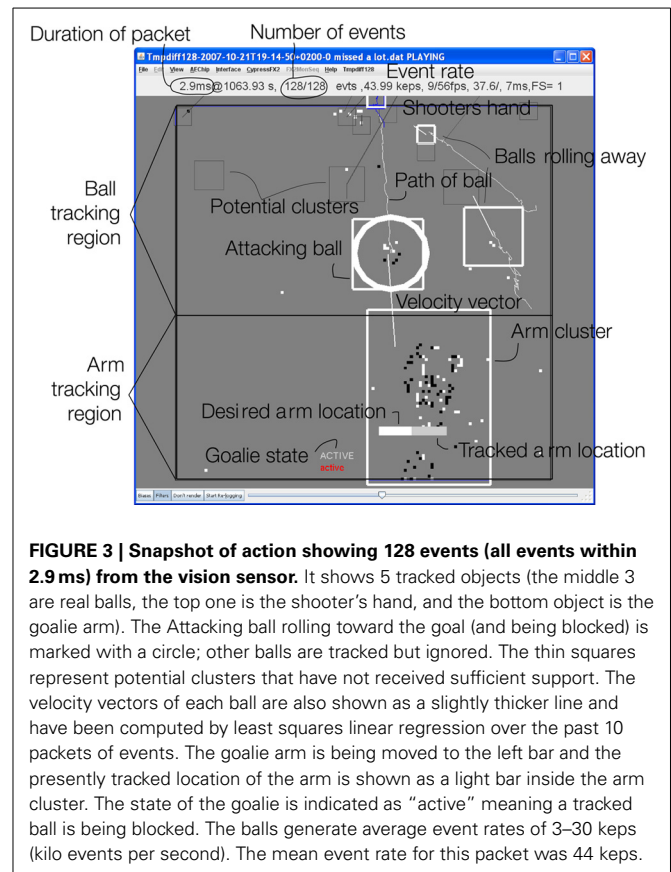 Duration of packet
Number of events
Tmpdiff128-2007-10-21T19-14-50+0200-0 missed a lot.dat PLAYING
File Edit View AEChip Interface CypressFX2 Help Tmpdiff128
Event rate
2.9ms@1063.93 s, 128/128 evts ,43.99 keps, 9/56fps, 37.6/, 7ms,FS= 1
Shooters hand
Balls rolling away
Path of ball
Potential clusters
Ball
tracking
region
Attacking ball
Velocity vector
Arm cluster
Arm
tracking
region
Desired arm location
Tracked arm location
Goalie state
ACTIVE
active
Biases Filters Don't render Start logging
FIGURE 3 | Snapshot of action showing 128 events (all events within
2.9 ms) from the vision sensor. It shows 5 tracked objects (the middle 3
are real balls, the top one is the shooter's hand, and the bottom object is the
goalie arm). The Attacking ball rolling toward the goal (and being blocked) is
marked with a circle; other balls are tracked but ignored. The thin squares
represent potential clusters that have not received sufficient support. The
velocity vectors of each ball are also shown as a slightly thicker line and
have been computed by least squares linear regression over the past 10
packets of events. The goalie arm is being moved to the left bar and the
presently tracked location of the arm is shown as a light bar inside the arm
cluster. The state of the goalie is indicated as "active" meaning a tracked
ball is being blocked. The balls generate average event rates of 3–30 keps
(kilo events per second). The mean event rate for this packet was 44 keps.